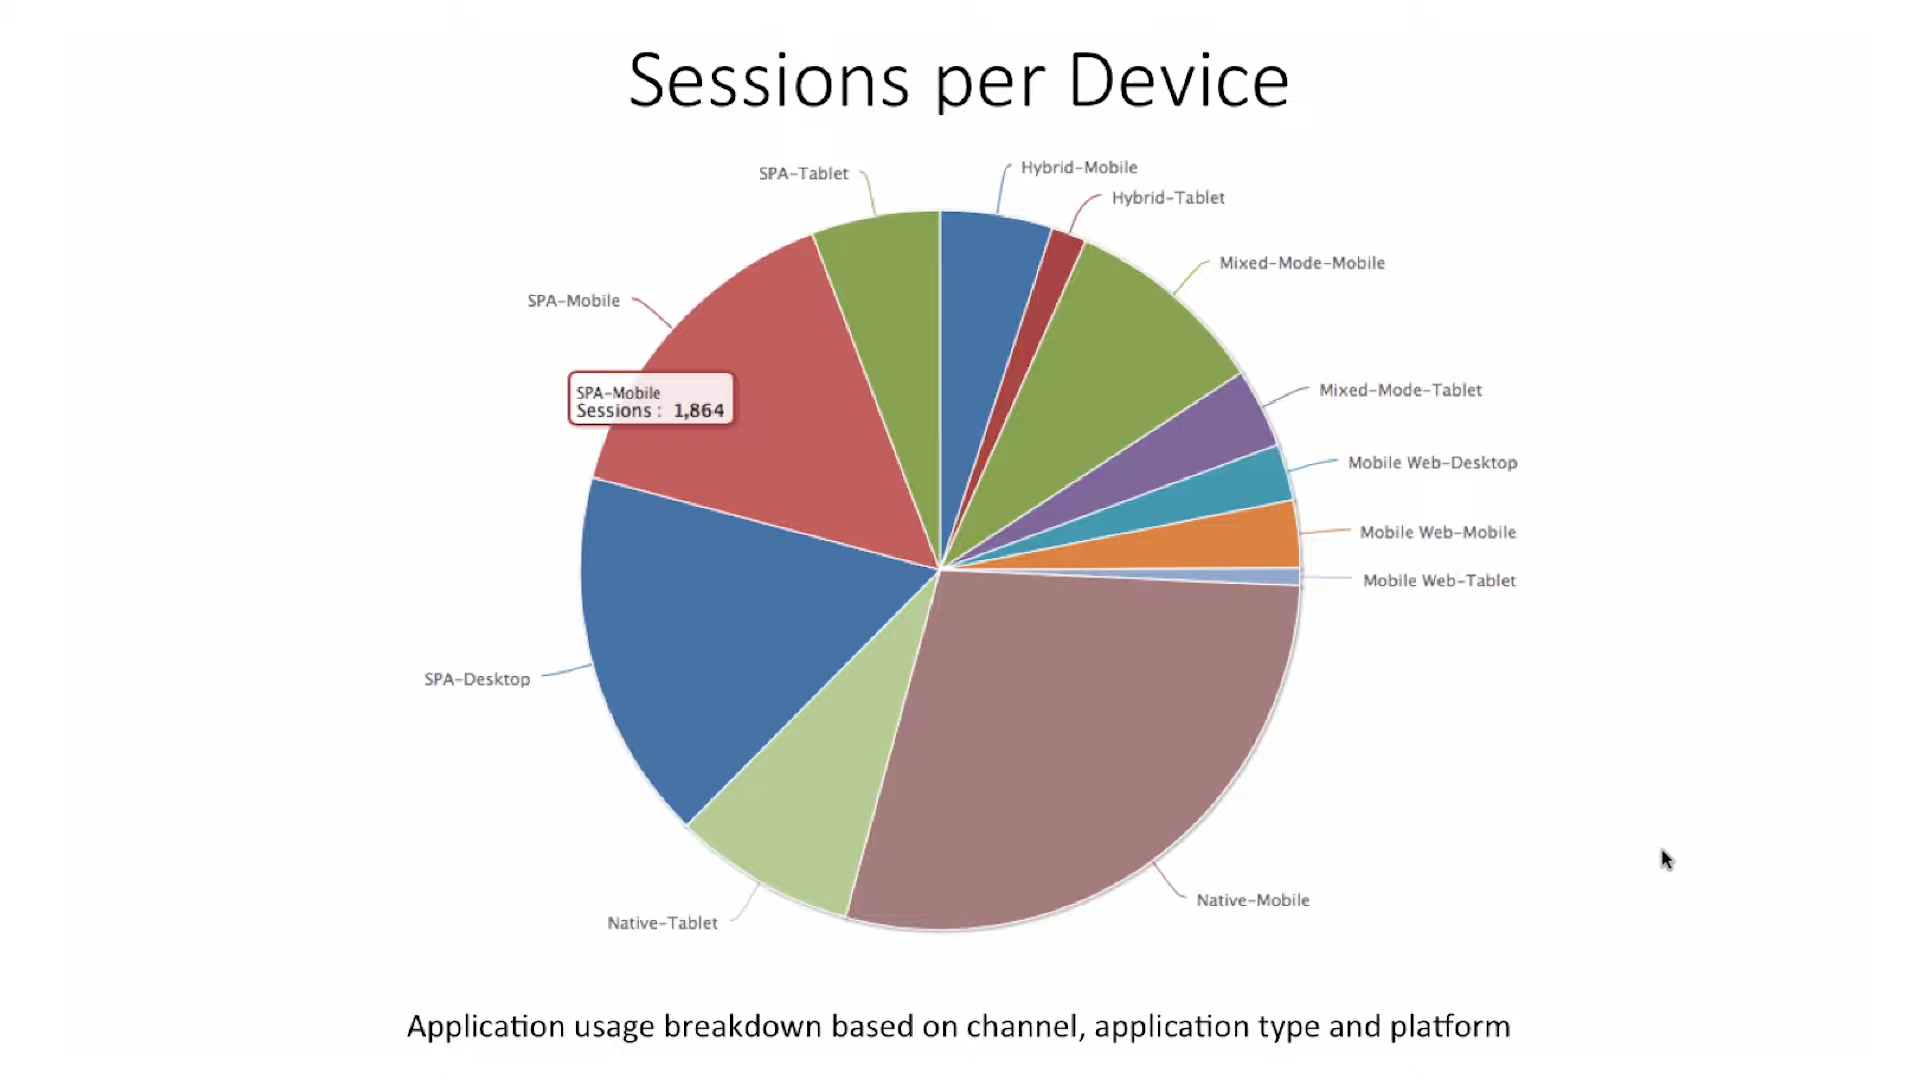 Sessions per Device
SPA-Tablet
Hybrid-Mobile
Hybrid-Tablet
Mixed-Mode-Mobile
SPA-Mobile
SPA-Mobile
Sessions : 1,864
Mixed-Mode-Tablet
Mobile Web-Desktop
Mobile Web-Mobile
Mobile Web-Tablet
SPA-Desktop
Native-Mobile
Native-Tablet
Application usage breakdown based on channel, application type and platform